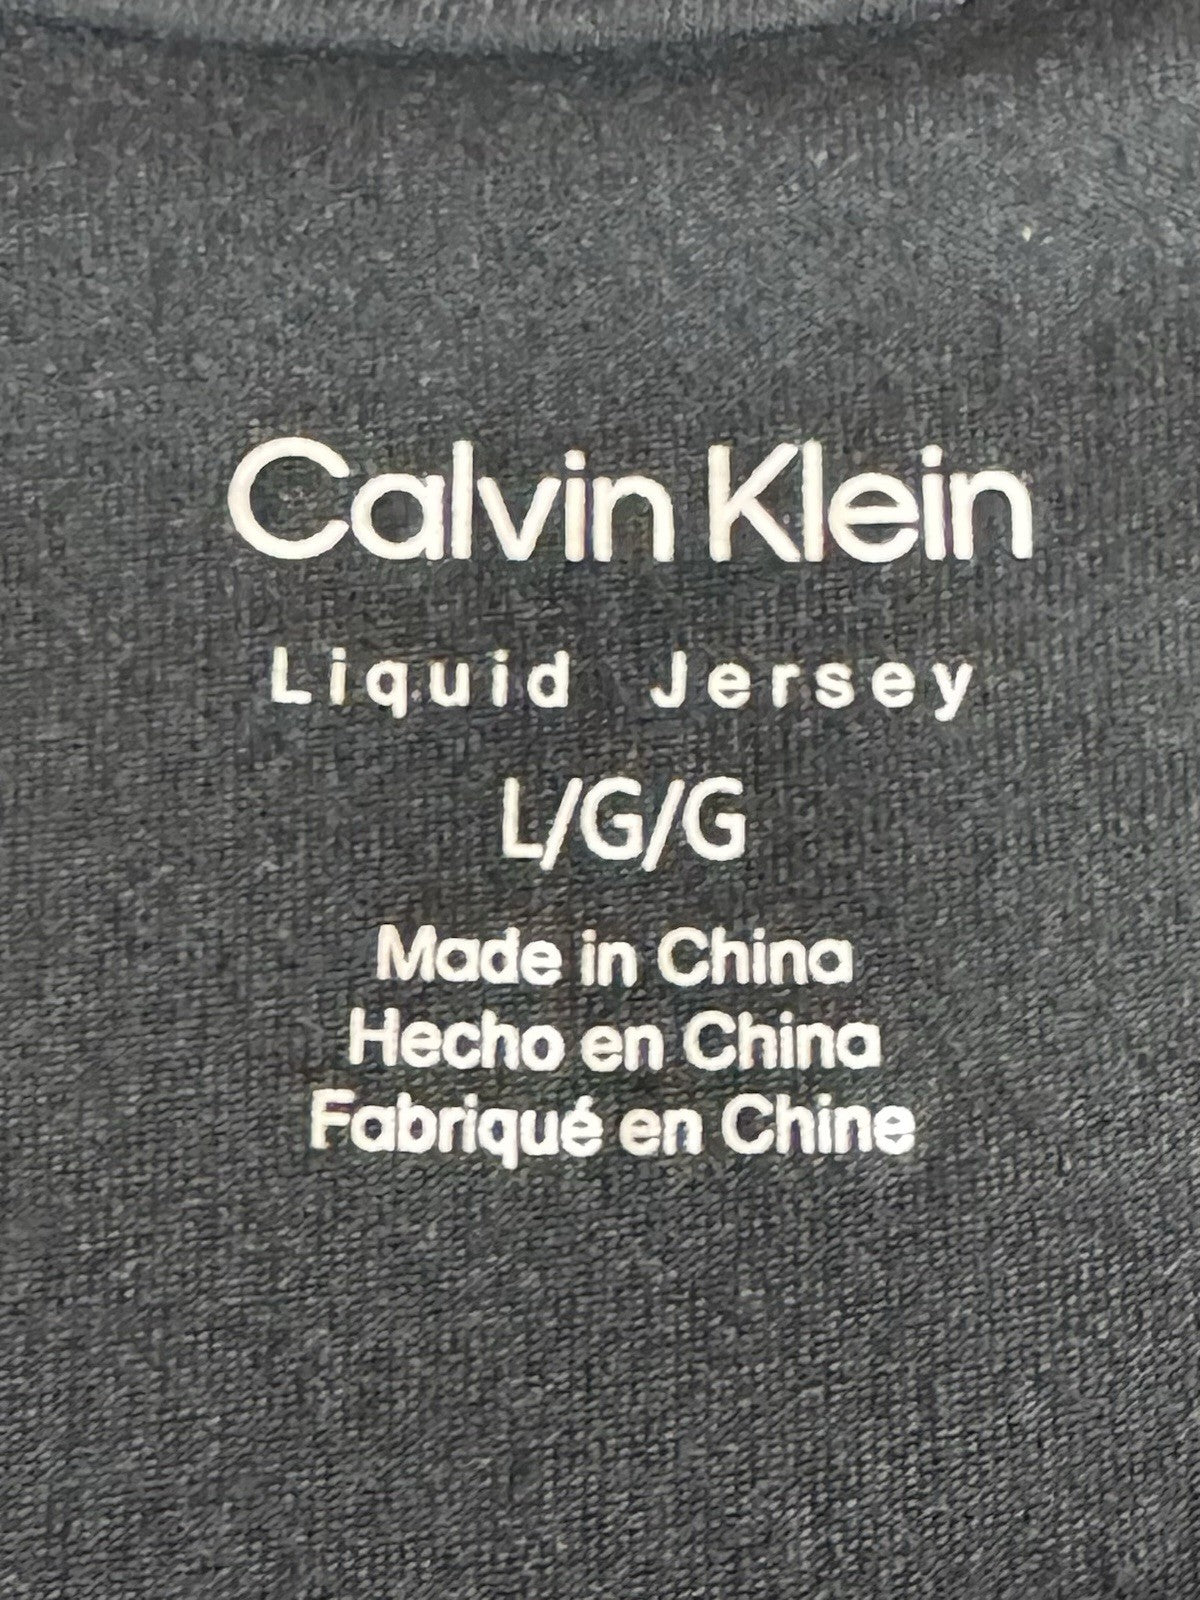 Calvin Klein
Liquid Jersey
L/G/G
Made in China
Hecho en China
Fabriqué en Chine